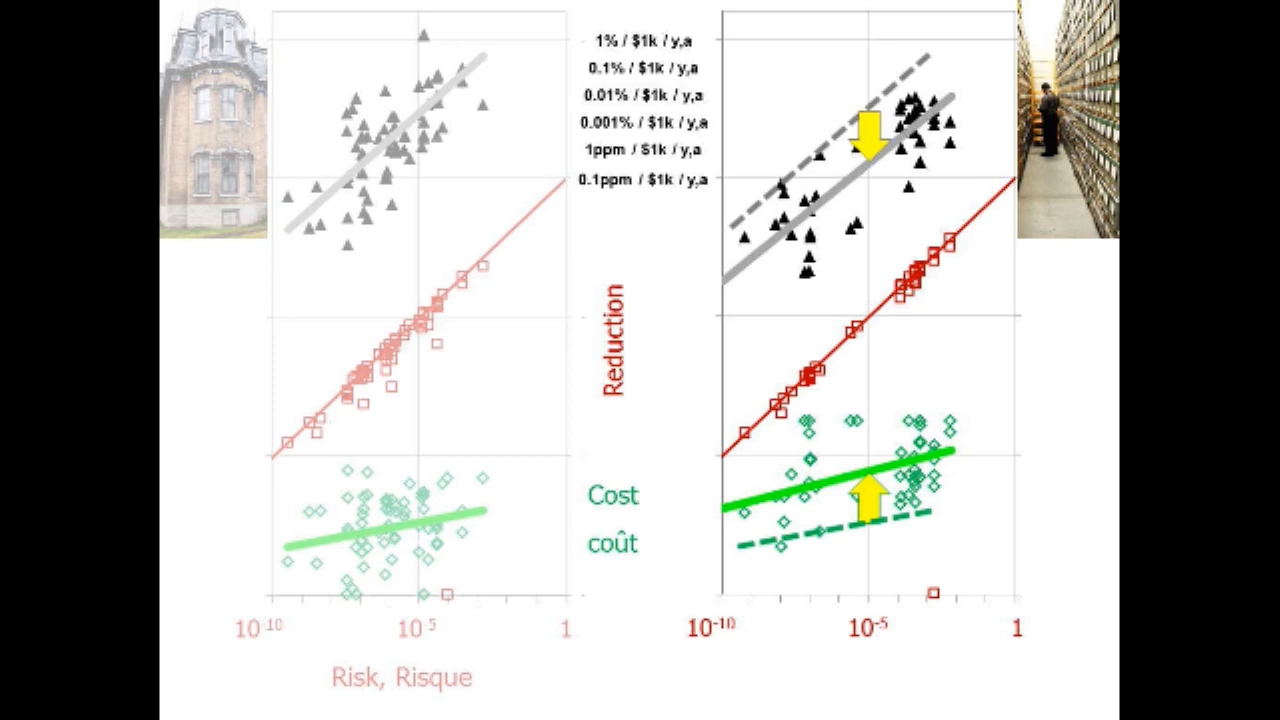 1% / $1k / y,a
0.1% / $1k / y,a
0.01% / $1k / y,a
0.001% / $1k / y,a
1ppm / $1k / y,a
0.1ppm / $1k / y,a
Reduction
Cost
coût
10-10
10-5
1
10-10
10-5
1
Risk, Risque